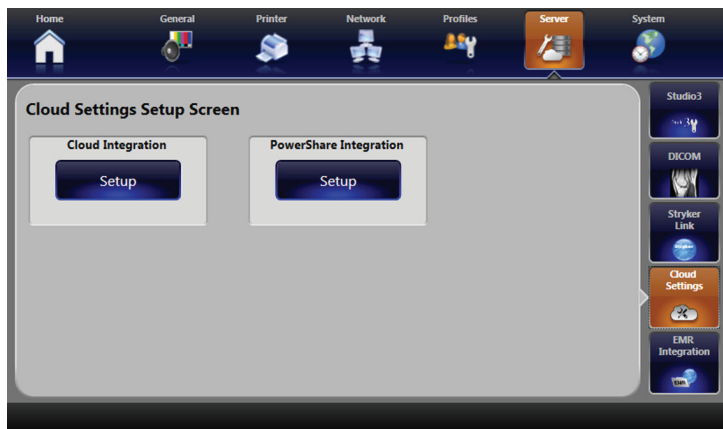 Home
General
Printer
Network
Profiles
Server
System
Cloud Settings Setup Screen
Cloud Integration
Setup
PowerShare Integration
Setup
Studio3
DICOM
Stryker
Link
Cloud
Settings
EMR
Integration
EMR